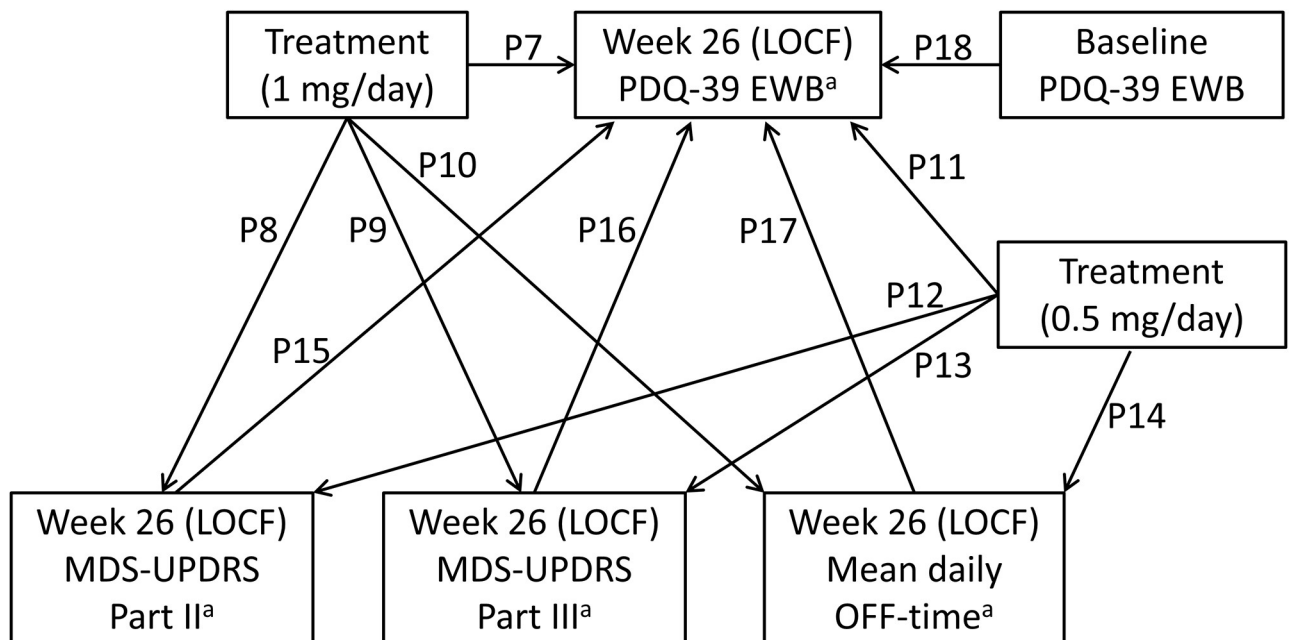 Treatment
(1 mg/day)
P7
Week 26 (LOCF)
PDQ-39 EWBᵃ
P18
Baseline
PDQ-39 EWB
P10
P11
P8
P9
P16
P17
Treatment
(0.5 mg/day)
P12
P15
P13
P14
Week 26 (LOCF)
MDS-UPDRS
Part IIᵃ
Week 26 (LOCF)
MDS-UPDRS
Part IIIᵃ
Week 26 (LOCF)
Mean daily
OFF-timeᵃ